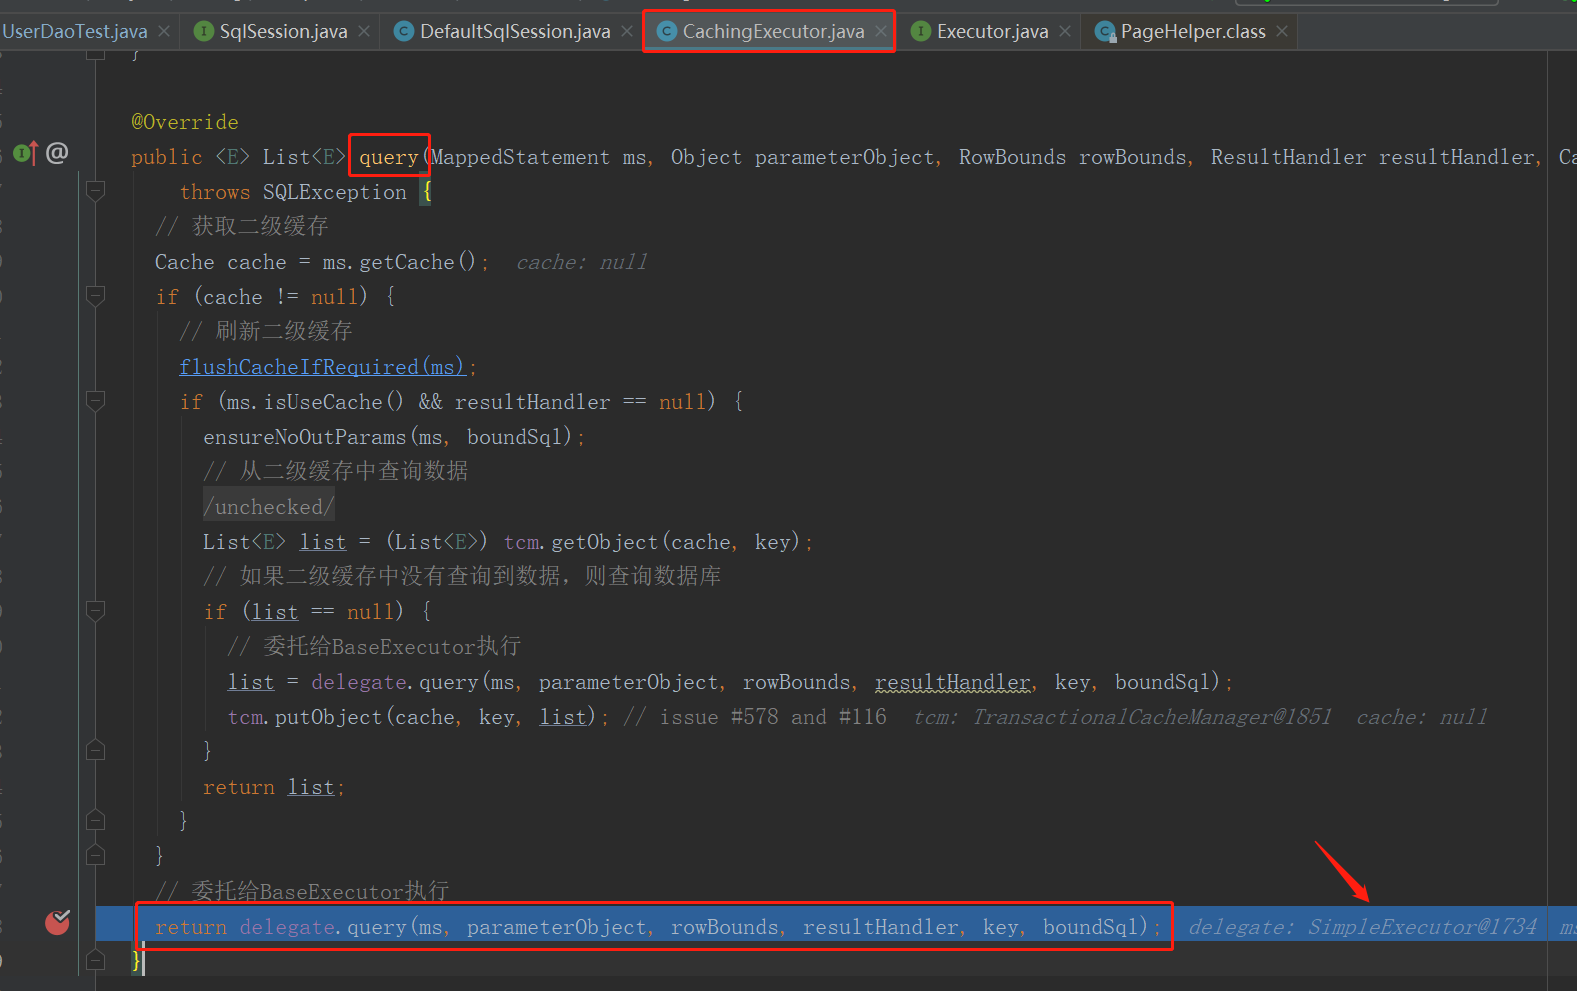 UserDaoTest.java SqlSession.java DefaultSqlSession.java CachingExecutor.java Executor.java PageHelper.class
}
@Override
public <E> List<E> query(MappedStatement ms, Object parameterObject, RowBounds rowBounds, ResultHandler resultHandler, Ca
throws SQLException {
// 获取二级缓存
Cache cache = ms.getCache(); cache: null
if (cache != null) {
// 刷新二级缓存
flushCacheIfRequired(ms);
if (ms.isUseCache() && resultHandler == null) {
ensureNoOutParams(ms, boundSql);
// 从二级缓存中查询数据
/unchecked/
List<E> list = (List<E>) tcm.getObject(cache, key);
// 如果二级缓存中没有查询到数据，则查询数据库
if (list == null) {
// 委托给BaseExecutor执行
list = delegate.query(ms, parameterObject, rowBounds, resultHandler, key, boundSql);
tcm.putObject(cache, key, list); // issue #578 and #116 tcm: TransactionalCacheManager@1851 cache: null
}
return list;
}
}
// 委托给BaseExecutor执行
return delegate.query(ms, parameterObject, rowBounds, resultHandler, key, boundSql); delegate: SimpleExecutor@1734 ms
}